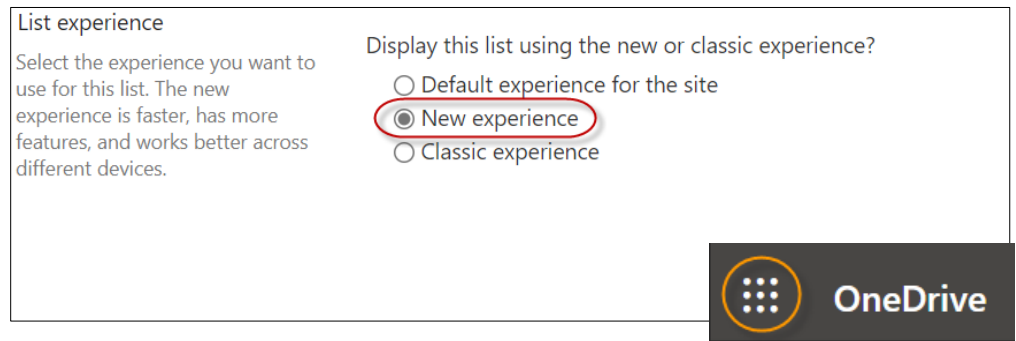 List experience
Select the experience you want to
use for this list. The new
experience is faster, has more
features, and works better across
different devices.
Display this list using the new or classic experience?
Default experience for the site
New experience
Classic experience
OneDrive